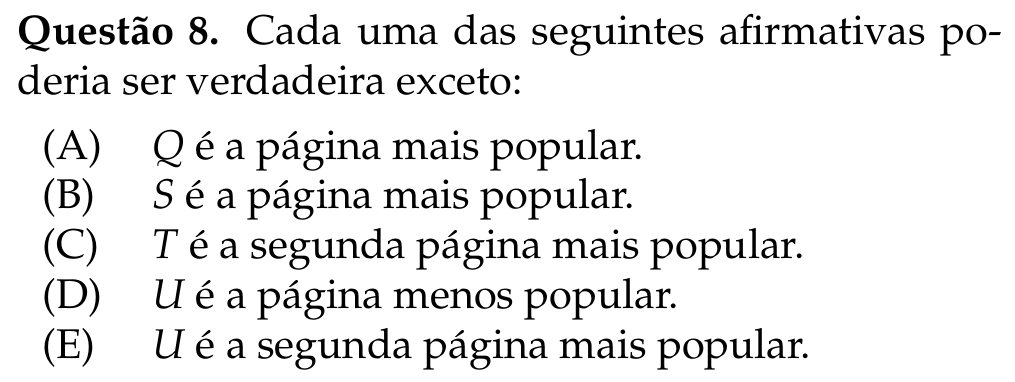 Questão 8. Cada uma das seguintes afirmativas po-
deria ser verdadeira exceto:
(A) Q é a página mais popular.
(B) S é a página mais popular.
(C) T é a segunda página mais popular.
(D) U é a página menos popular.
(E) U é a segunda página mais popular.